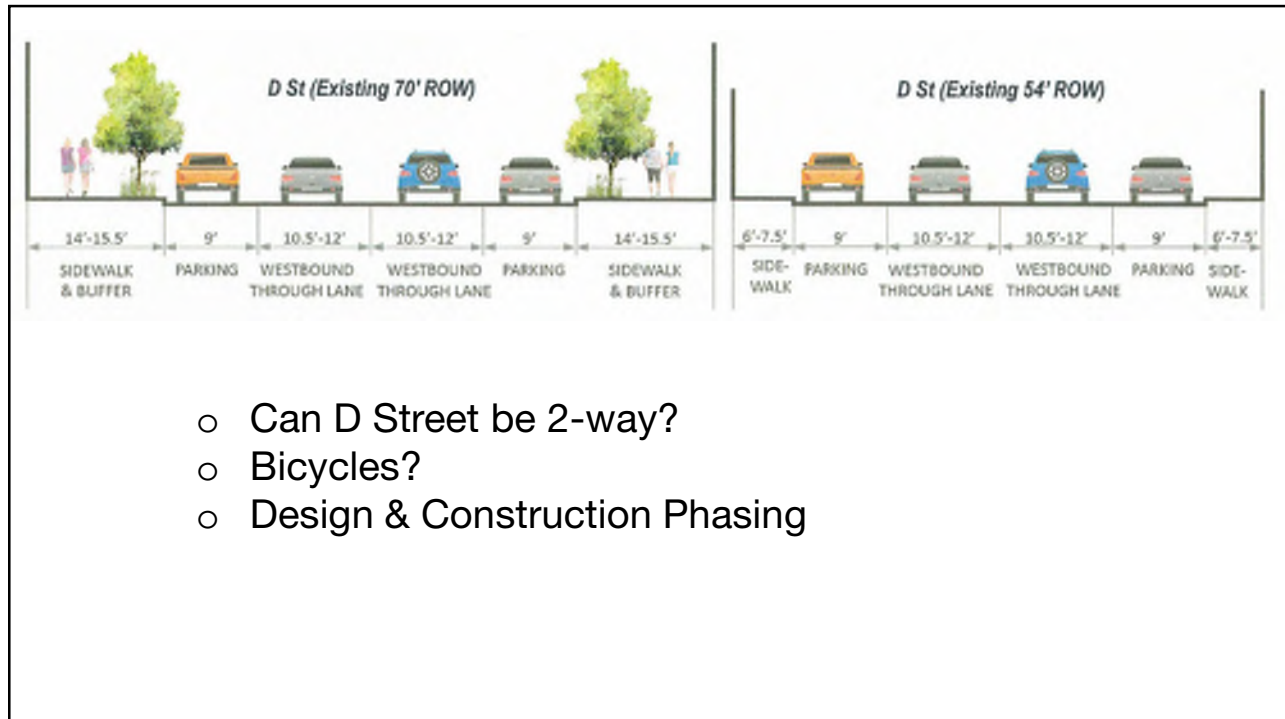 D St (Existing 70' ROW)
14'-15.5'
9'
10.5'-12'
10.5'-12'
9'
14'-15.5'
SIDEWALK
& BUFFER
PARKING
WESTBOUND
THROUGH LANE
WESTBOUND
THROUGH LANE
PARKING
SIDEWALK
& BUFFER
D St (Existing 54' ROW)
6'-7.5'
9'
10.5'-12'
10.5'-12'
9'
6'-7.5'
SIDE-
WALK
PARKING
WESTBOUND
THROUGH LANE
WESTBOUND
THROUGH LANE
PARKING
SIDE-
WALK
o Can D Street be 2-way?
o Bicycles?
o Design & Construction Phasing